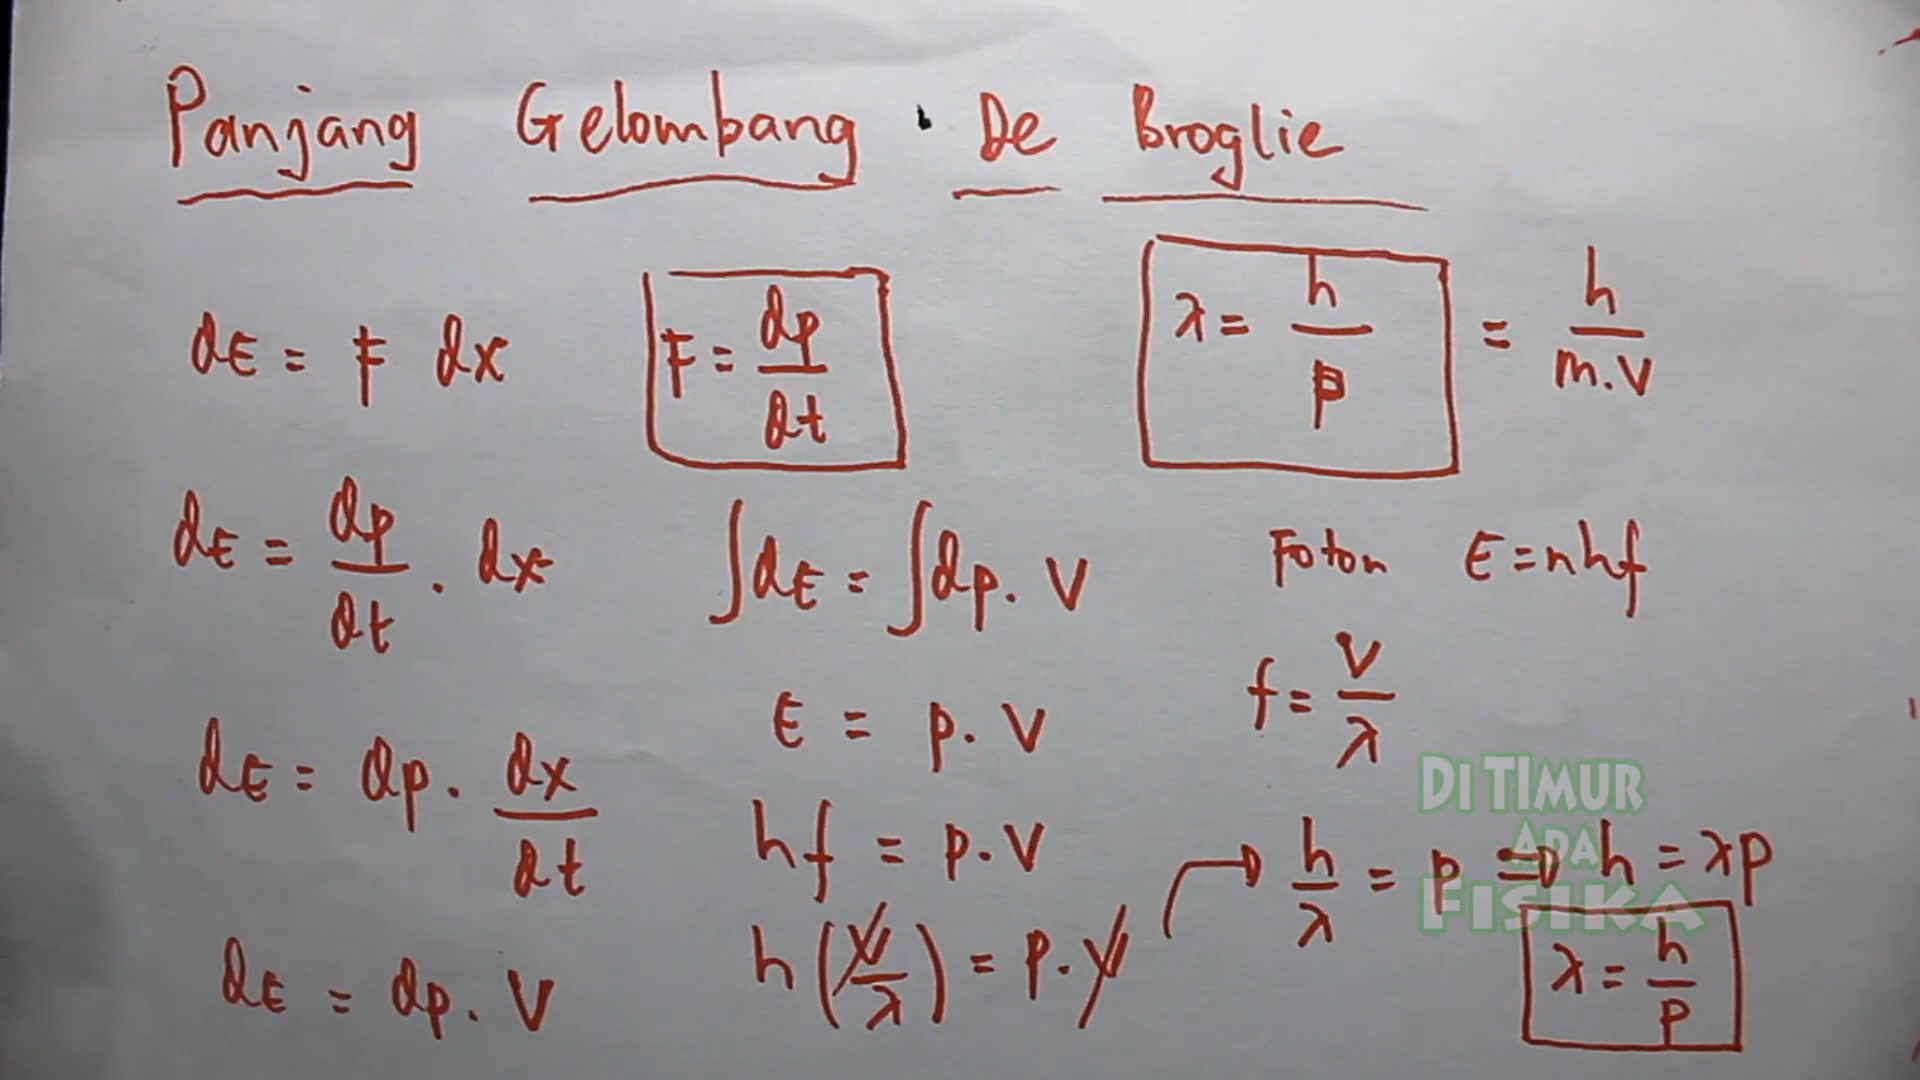 Panjang Gelombang De Broglie
dE = F dx
F = dp/dt
λ = h/p = h/m.v
dE = dp/dt . dx
∫dE = ∫dp. V
Foton E = nhf
f = V/λ
dE = dp . dx/dt
E = p. V
hf = p. V
dE = dp. V
h (V/λ) = p. V
h/λ = p ⇒ h = λp
λ = h/p
DI TIMUR
ADA
FISIKA